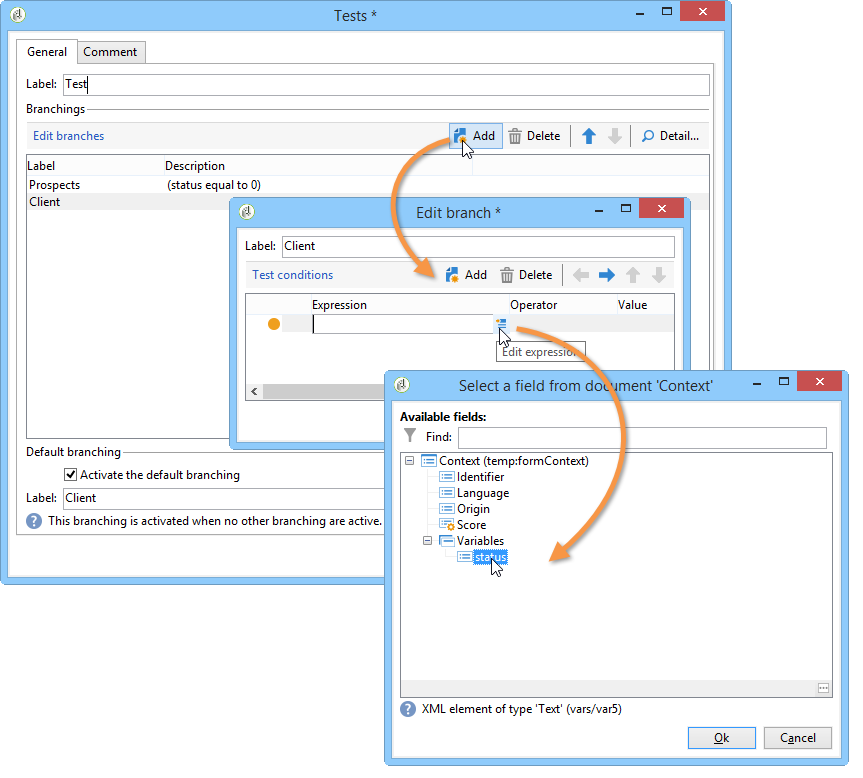 Tests *
General Comment
Label: Test
Branchings
Edit branches Add Delete Detail...
Label Description
Prospects (status equal to 0)
Client
Edit branch *
Label: Client
Test conditions Add Delete
Expression Operator Value
Edit expression
Default branching
Activate the default branching
Label: Client
This branching is activated when no other branching are active.
Select a field from document 'Context'
Available fields:
Find:
Context (temp:formContext)
Identifier
Language
Origin
Score
Variables
status
XML element of type 'Text' (vars/var5)
Ok Cancel